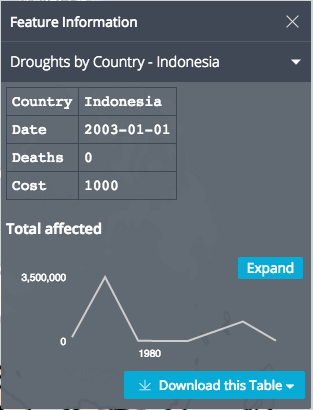 Feature Information
Droughts by Country - Indonesia
Country Indonesia
Date 2003-01-01
Deaths 0
Cost 1000
Total affected
Expand
3,500,000
0
1980
Download this Table